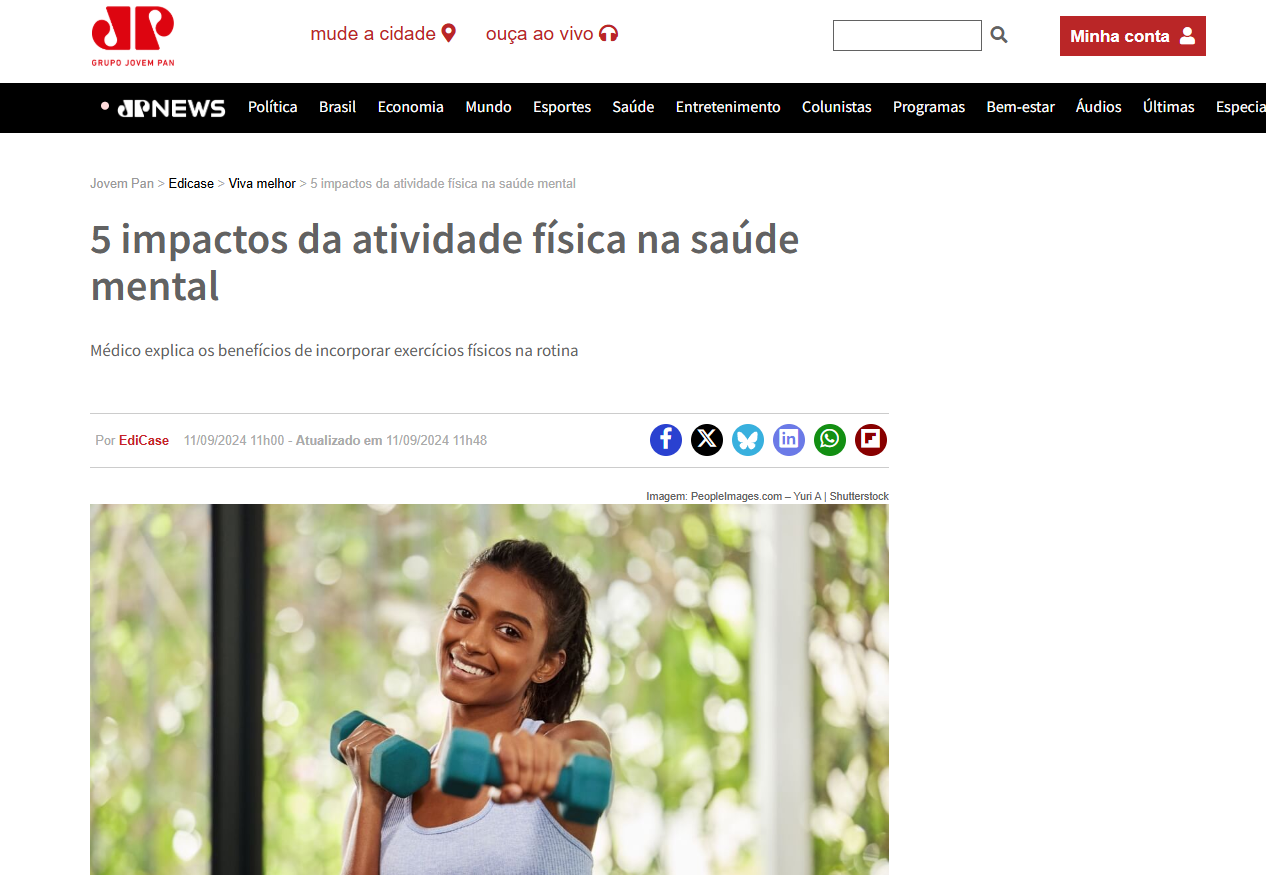 JP
GRUPO JOVEM PAN
mude a cidade
ouça ao vivo
Minha conta
JPNEWS Política Brasil Economia Mundo Esportes Saúde Entretenimento Colunistas Programas Bem-estar Áudios Últimas Especia
Jovem Pan > Edicase > Viva melhor > 5 impactos da atividade física na saúde mental
5 impactos da atividade física na saúde
mental
Médico explica os benefícios de incorporar exercícios físicos na rotina
Por EdiCase 11/09/2024 11h00 - Atualizado em 11/09/2024 11h48
Imagem: PeopleImages.com – Yuri A | Shutterstock